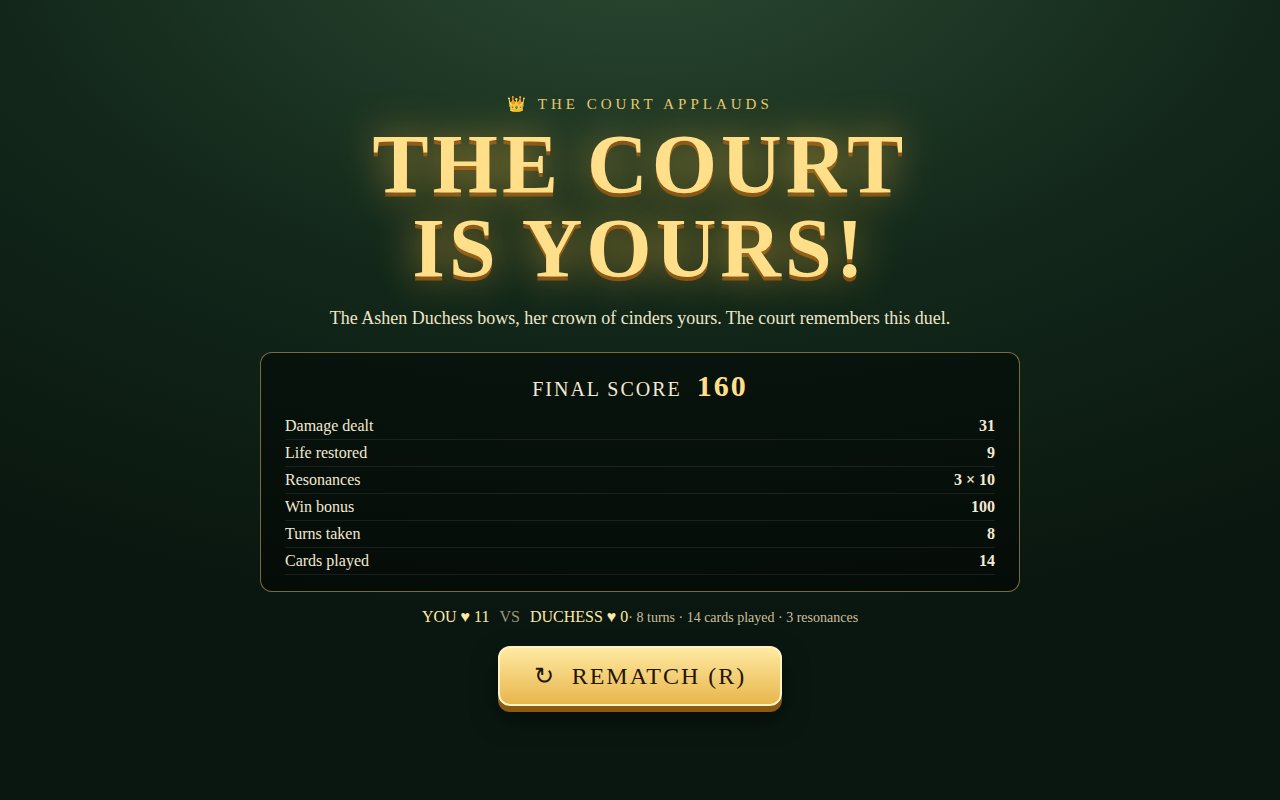 👑 THE COURT APPLAUDS
THE COURT
IS YOURS!
The Ashen Duchess bows, her crown of cinders yours. The court remembers this duel.
FINAL SCORE 160
Damage dealt 31
Life restored 9
Resonances 3 × 10
Win bonus 100
Turns taken 8
Cards played 14
YOU ♥ 11 VS DUCHESS ♥ 0· 8 turns · 14 cards played · 3 resonances
↻ REMATCH (R)